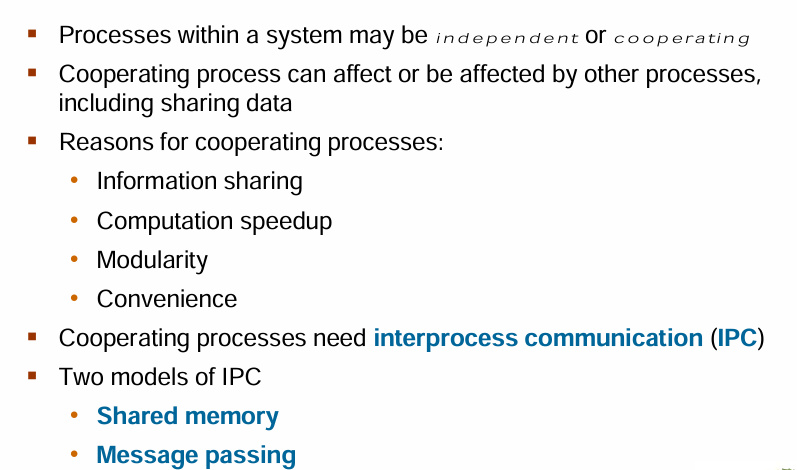 Processes within a system may be independent or cooperating
Cooperating process can affect or be affected by other processes,
including sharing data
Reasons for cooperating processes:
Information sharing
Computation speedup
Modularity
Convenience
Cooperating processes need interprocess communication (IPC)
Two models of IPC
Shared memory
Message passing